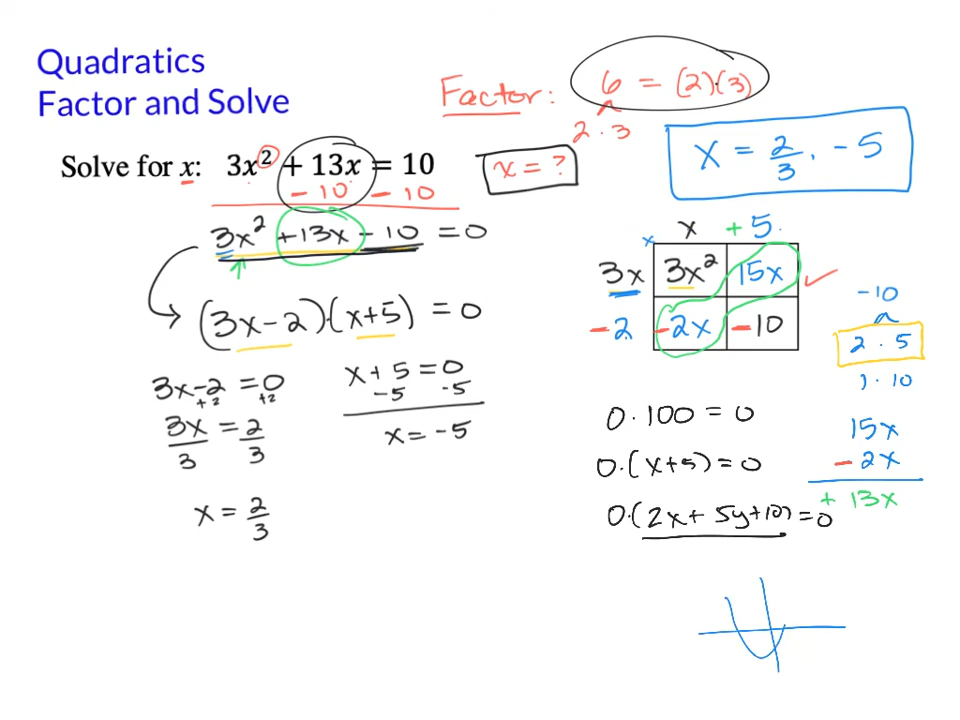 Quadratics
Factor and Solve
Factor: 6 = (2)·(3)
2 · 3
Solve for x: 3x² + 13x = 10
- 10 - 10
x = ?
x = 2/3, -5
3x² + 13x - 10 = 0
(3x - 2)·(x+5) = 0
3x - 2 = 0
+2 +2
3x/3 = 2/3
x = 2/3
x + 5 = 0
-5 -5
x = -5
x x + 5
3x 3x² 15x ✓
-2 -2x -10
-10
2 · 5
1 · 10
15x
- 2x
+ 13x
0 · 100 = 0
0·(x+5) = 0
0·(2x + 5y+10) = 0